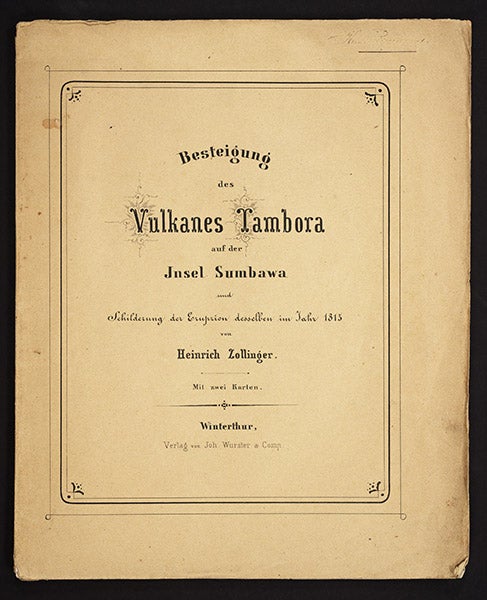 Besteigung
des
Vulkanes Tambora
auf der
Jnsel Sumbawa
und
Schilderung der Erupzion desselben im Jahr 1815
von
Heinrich Zollinger.
Mit zwei Karten.
Winterthur,
Verlag von Joh. Wurster & Comp.